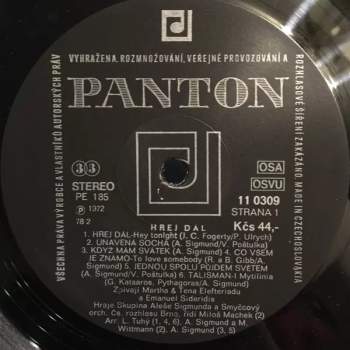 VYHRAŽENA. ROZMNOŽOVÁNÍ, VEŘEJNÉ PROVOZOVÁNÍ A
ROZHLASOVÉ ŠÍŘENÍ ZAKÁZÁNO MADE IN CZECHOSLOVAKIA
VŠECHNA PRÁVA VÝROBCE A VLASTNÍKŮ AUTORSKÝCH PRÁV
PANTON
33
STEREO
PE 185
Ⓟ 1972
78 2
OSA
OSVU
11 0309
STRANA 1
Kčs 44,-
HREJ DÁL
1. HREJ DÁL-Hey tonight (J. C. Fogerty/P. Ulrych)
2. UNAVENÁ SOCHA (A. Sigmund/V. Poštulka)
3. KDYŽ MÁM SVÁTEK (A. Sigmund) 4. CO VSEM
JE ZNÁMO-To love somebody (R. a B. Gibb/A.
Sigmund) 5. JEDNOU SPOLU PŮJDEM SVĚTEM
(A. Sigmund/V. Poštulka) 6. TALISMAN-I Mytilinia
(G. Katsaros, Pythagoras/A. Sigmund)
Zpívají Martha & Tena Elefteriadu
& Emanuel Sideridis
Hraje Skupina Aleše Sigmunda a Smyčcový
orch. Čs. rozhlasu Brno, řídí Miloš Machek (2)
Arr.: L. Tuhý (1, 4, 6), A. Sigmund a M.
Wittmann (2), A. Sigmund (3, 5)